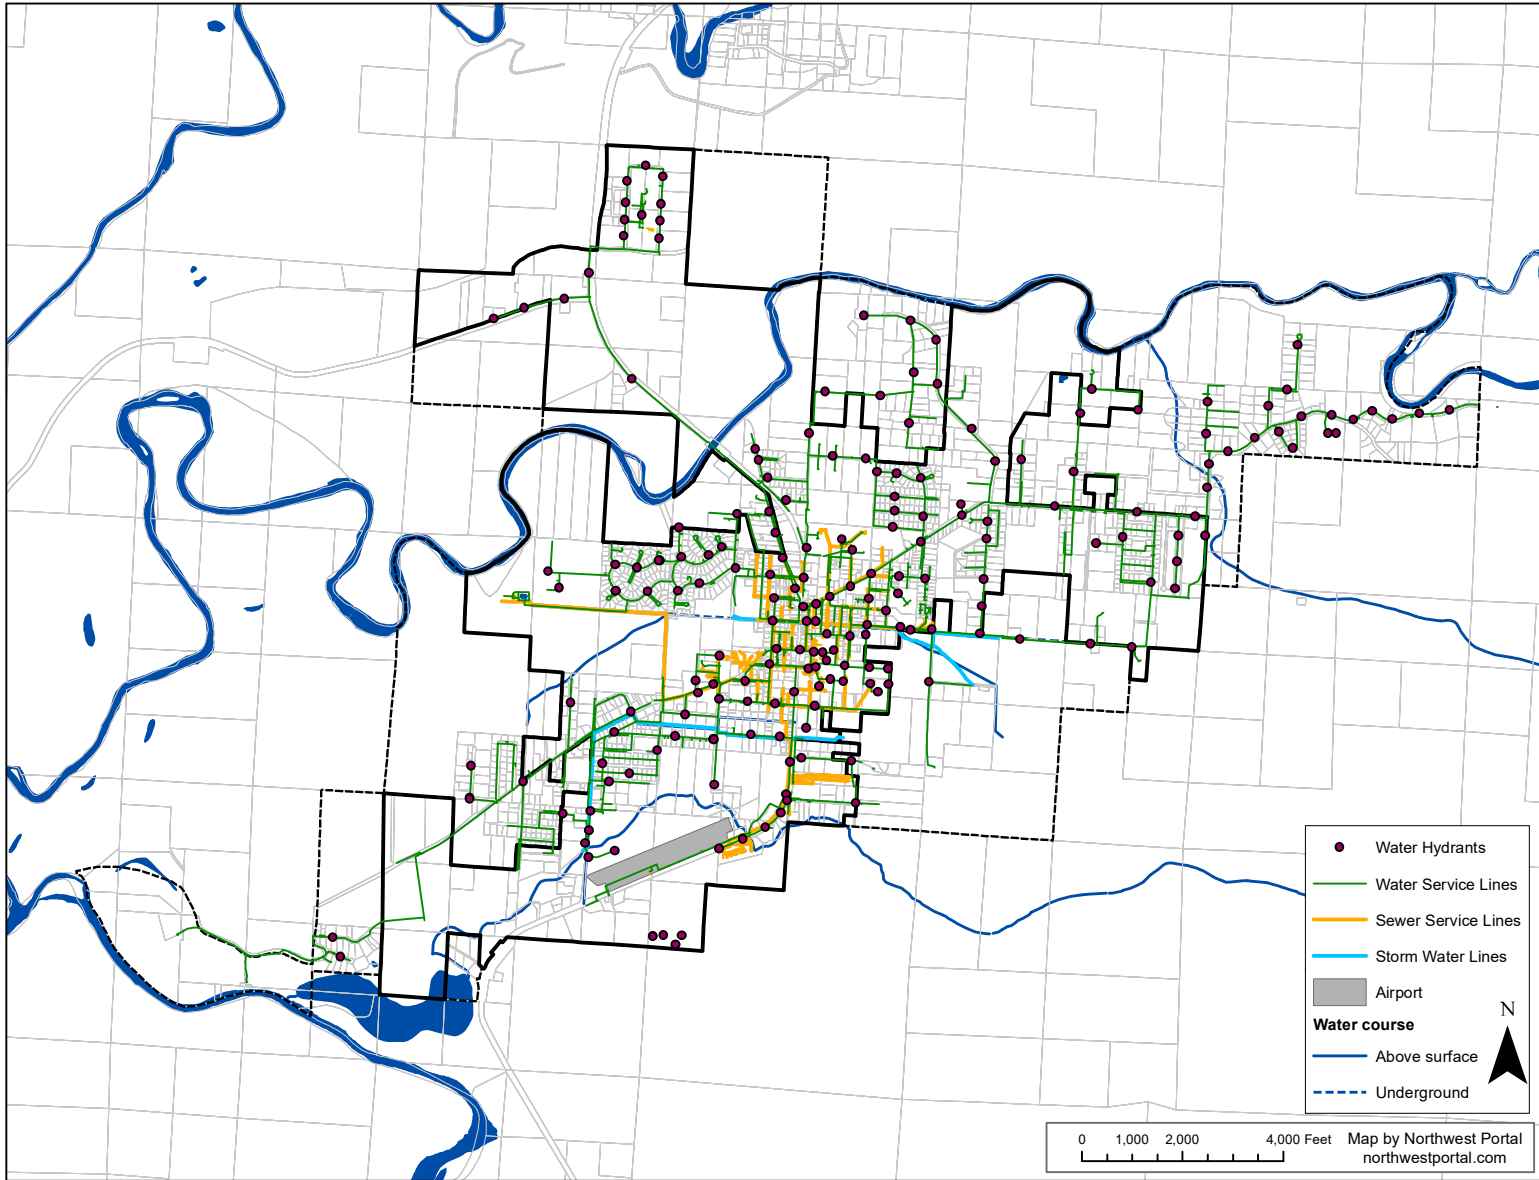 Water Hydrants
Water Service Lines
Sewer Service Lines
Storm Water Lines
Airport
N
Water course
Above surface
Underground
0 1,000 2,000 4,000 Feet
Map by Northwest Portal
northwestportal.com